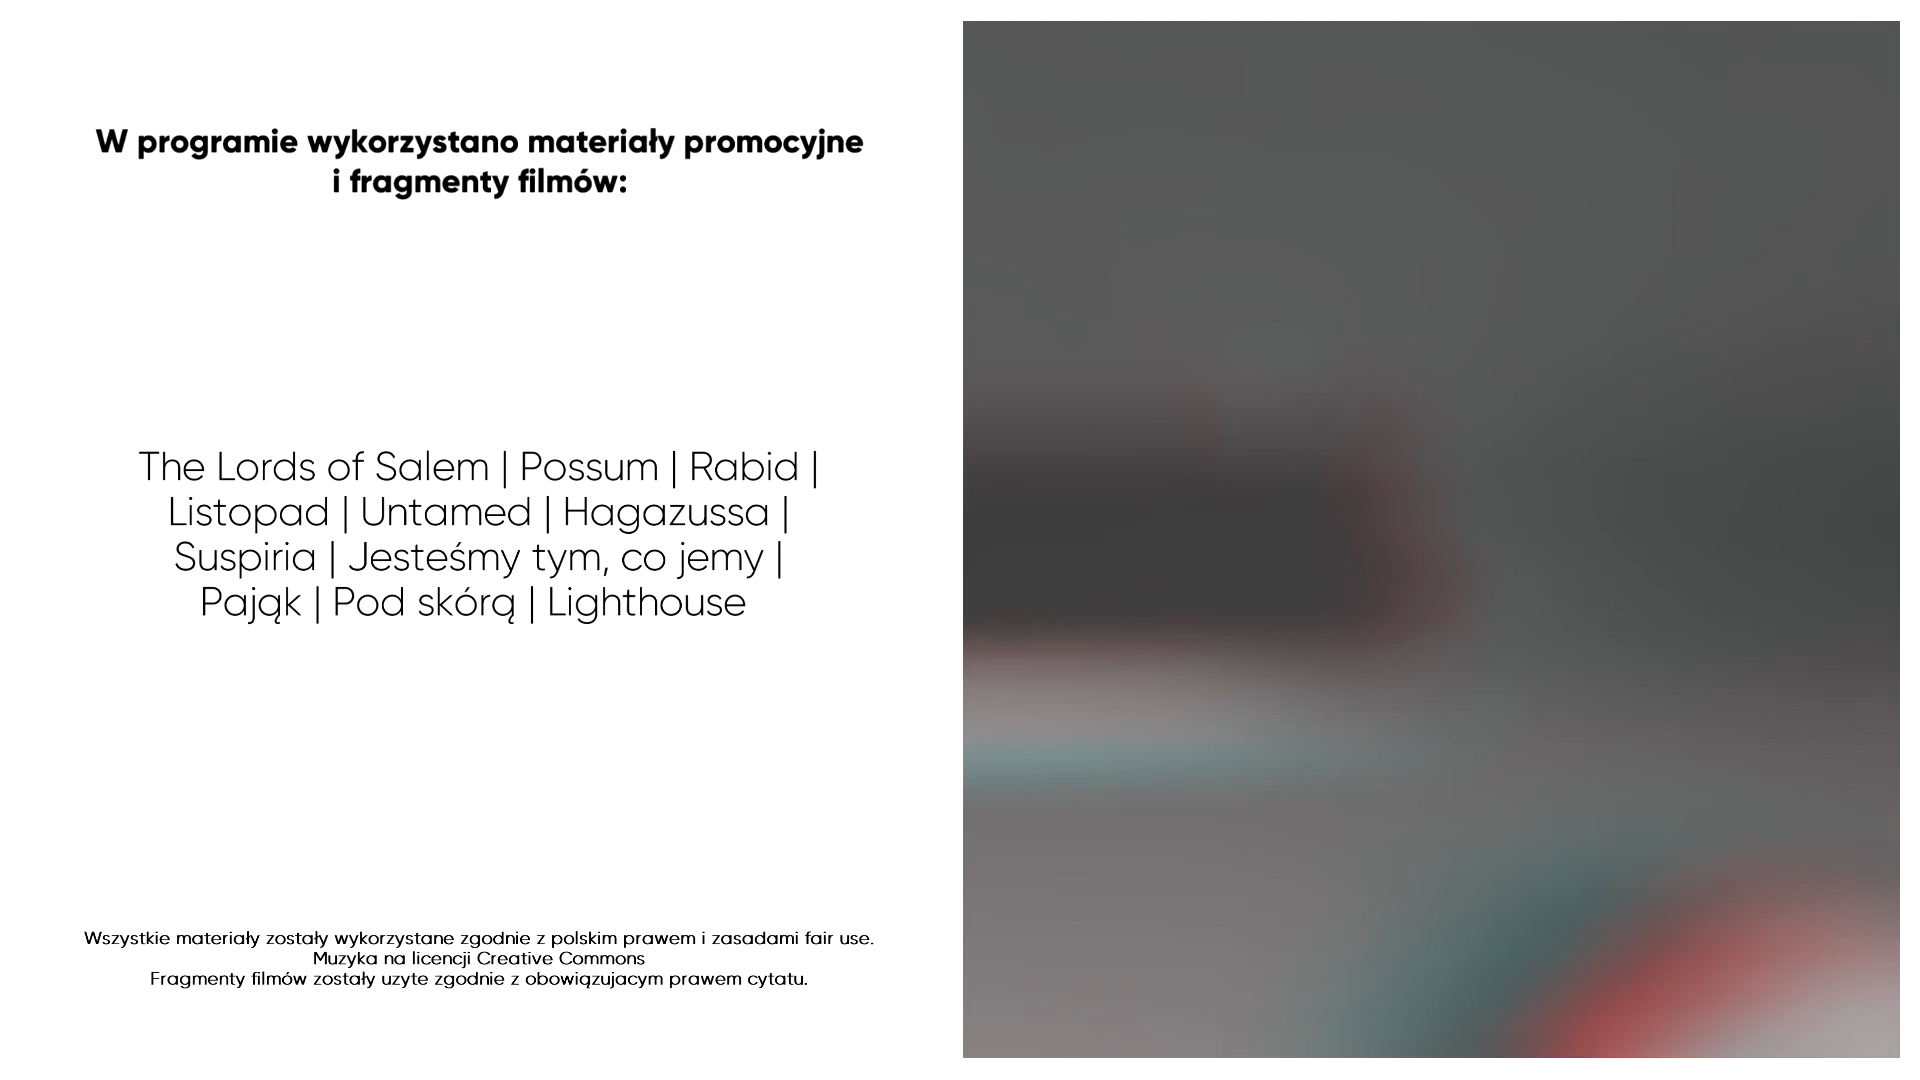 W programie wykorzystano materiały promocyjne
i fragmenty filmów:
The Lords of Salem | Possum | Rabid |
Listopad | Untamed | Hagazussa |
Suspiria | Jesteśmy tym, co jemy |
Pająk | Pod skórą | Lighthouse
Wszystkie materiały zostały wykorzystane zgodnie z polskim prawem i zasadami fair use.
Muzyka na licencji Creative Commons
Fragmenty filmów zostały uzyte zgodnie z obowiązujacym prawem cytatu.